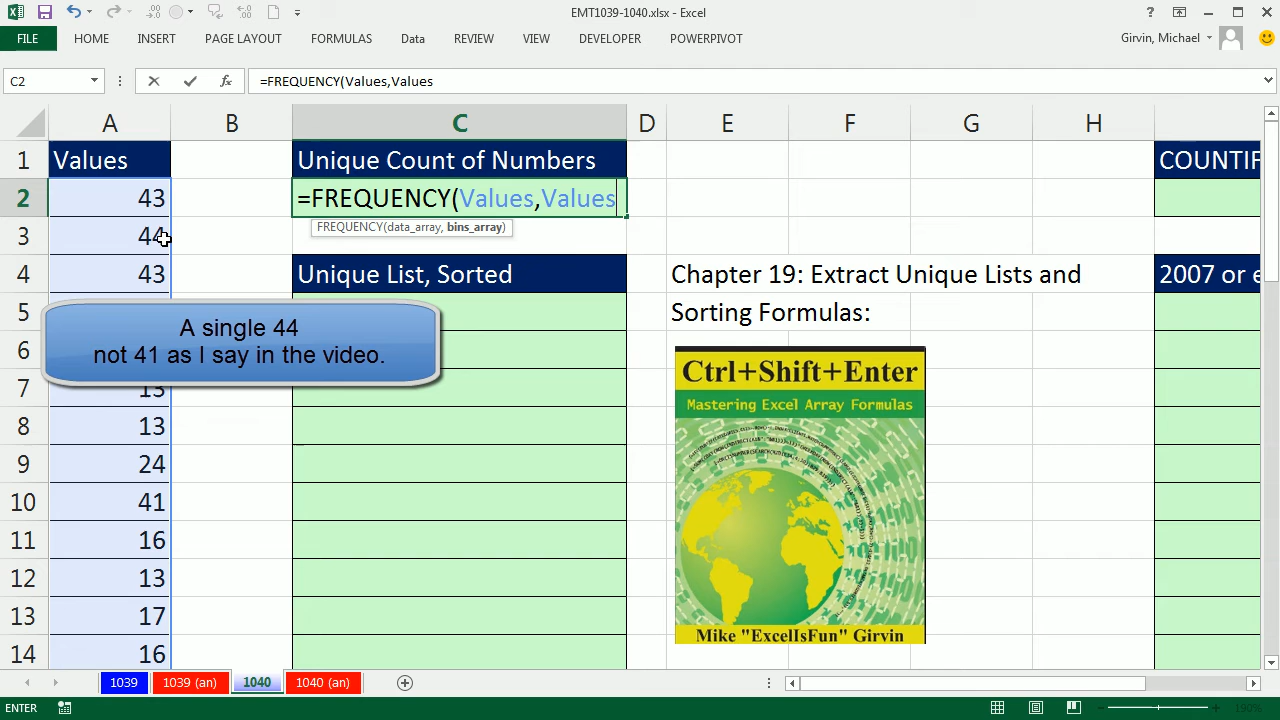 EMT1039-1040.xlsx - Excel
FILE HOME INSERT PAGE LAYOUT FORMULAS Data REVIEW VIEW DEVELOPER POWERPIVOT Girvin, Michael
C2 =FREQUENCY(Values,Values
A B C D E F G H
1 Values Unique Count of Numbers COUNTIF
2 43 =FREQUENCY(Values,Values
FREQUENCY(data_array, bins_array)
3 44
4 43 Unique List, Sorted Chapter 19: Extract Unique Lists and 2007 or e
5 Sorting Formulas:
A single 44
not 41 as I say in the video.
6
7 13
8 13
9 24
10 41
11 16
12 13
13 17
14 16
Ctrl+Shift+Enter
Mastering Excel Array Formulas
Mike "ExcelIsFun" Girvin
1039 1039 (an) 1040 1040 (an)
ENTER 190%